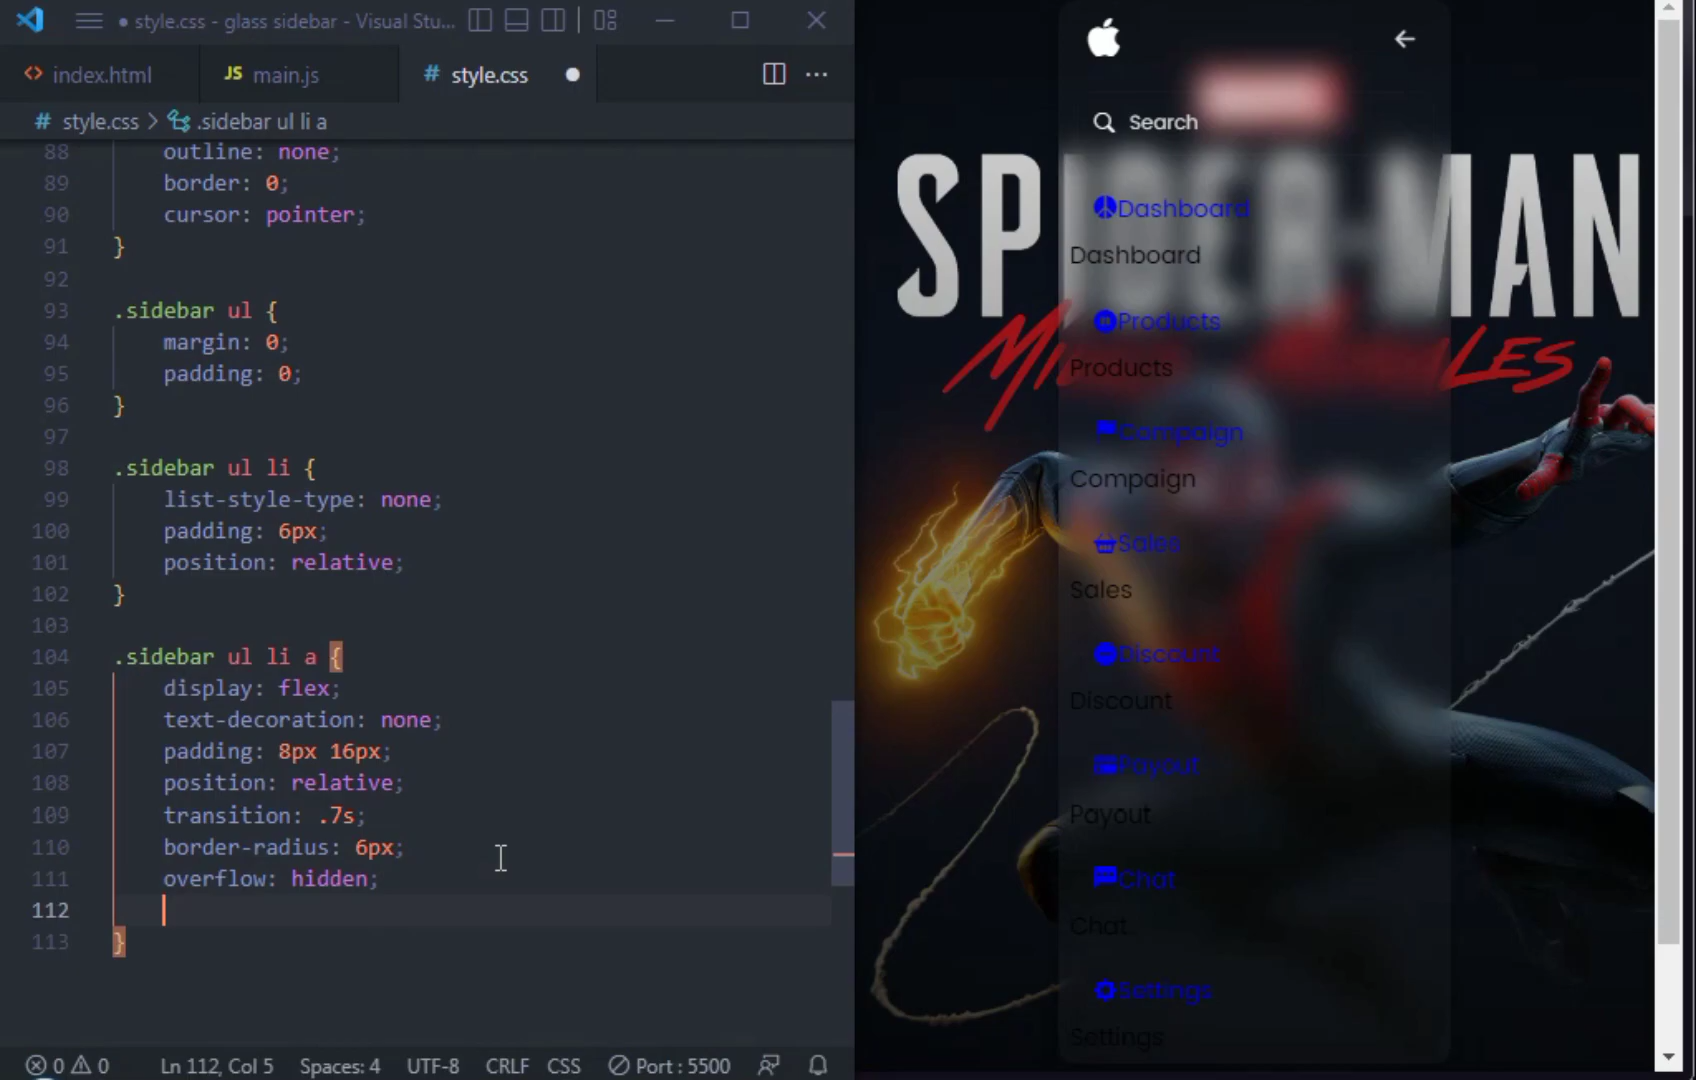 style.css - glass sidebar - Visual Stu...
index.html
JS main.js
# style.css
# style.css > .sidebar ul li a
88 outline: none;
89 border: 0;
90 cursor: pointer;
91 }
92
93 .sidebar ul {
94 margin: 0;
95 padding: 0;
96 }
97
98 .sidebar ul li {
99 list-style-type: none;
100 padding: 6px;
101 position: relative;
102 }
103
104 .sidebar ul li a {
105 display: flex;
106 text-decoration: none;
107 padding: 8px 16px;
108 position: relative;
109 transition: .7s;
110 border-radius: 6px;
111 overflow: hidden;
112
113 }
0 0 Ln 112, Col 5 Spaces: 4 UTF-8 CRLF CSS Port : 5500
Search
SPIDER-MAN
Dashboard
Dashboard
Products
Products
Compaign
Compaign
Sales
Sales
Discount
Discount
Payout
Payout
Chat
Chat
Settings
Settings